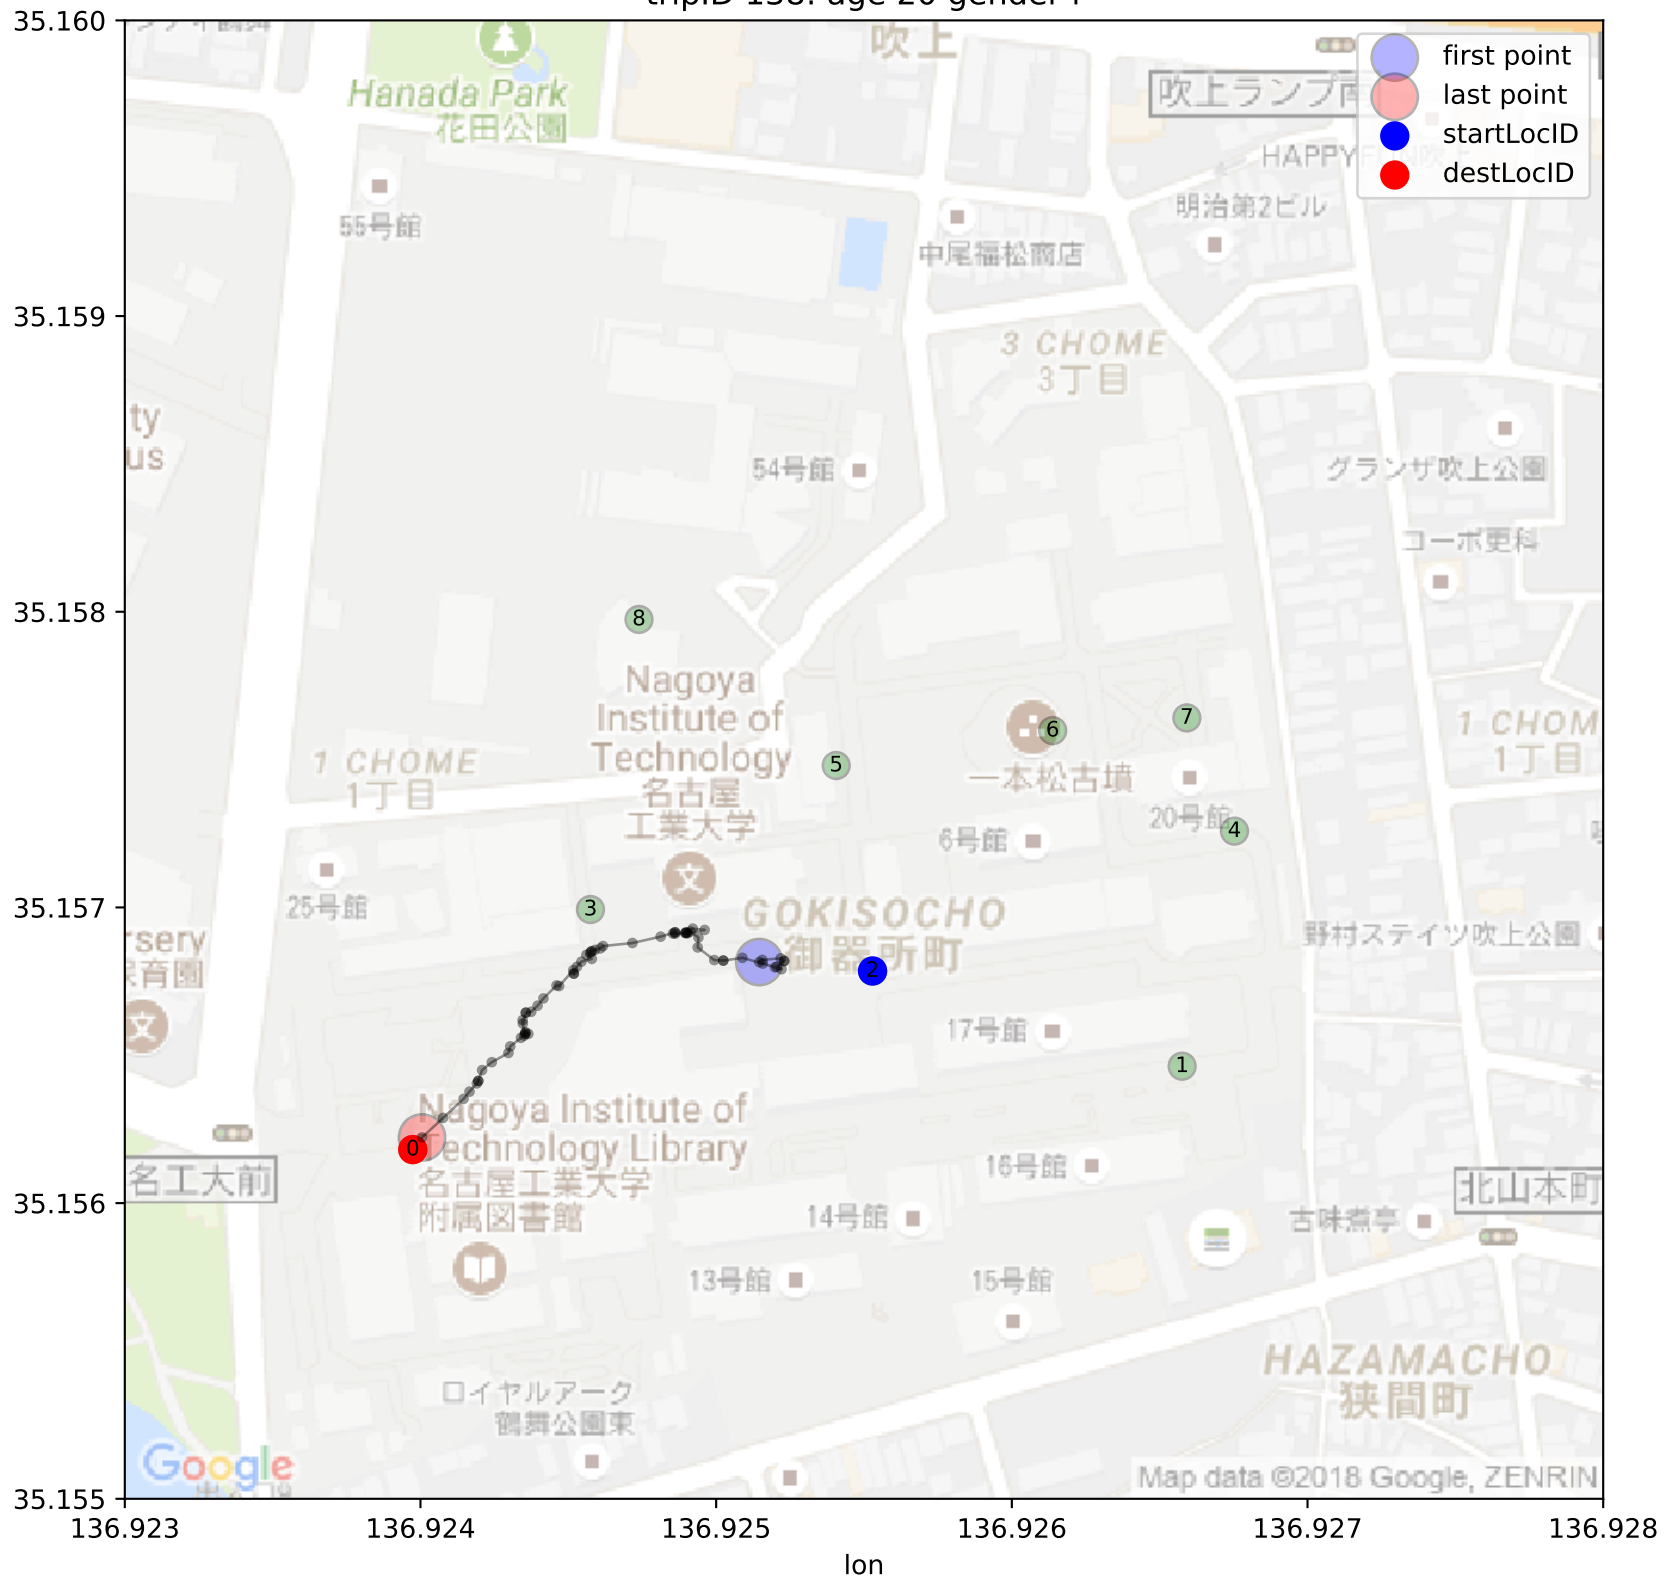 35.160
35.159
35.158
35.157
35.156
35.155
136.923
136.924
136.925
136.926
136.927
136.928
lon
first point
last point
startLocID
destLocID
吹上
Hanada Park
花田公園
55号館
中尾福松商店
明治第2ビル
3 CHOME
3丁目
54号館
グランザ吹上公園
コーポ更科
ty
us
8
Nagoya
Institute of
Technology
名古屋
工業大学
1 CHOME
1丁目
5
6
7
一本松古墳
20号館
4
6号館
1 CHOM
1丁目
25号館
3
GOKISOCHO
御器所町
2
野村ステイツ吹上公園
rsery
育園
17号館
1
Nagoya Institute of
Technology Library
名古屋工業大学
附属図書館
0
名工大前
16号館
14号館
13号館
15号館
北山本町
古味煮亭
HAZAMACHO
狭間町
ロイヤルアーク
鶴舞公園東
Google
Map data ©2018 Google, ZENRIN